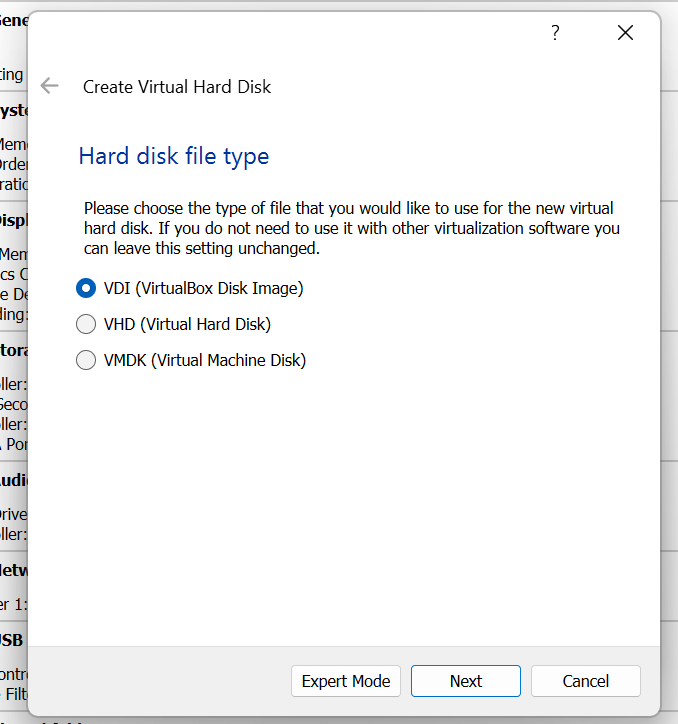 ?
Create Virtual Hard Disk
Hard disk file type
Please choose the type of file that you would like to use for the new virtual
hard disk. If you do not need to use it with other virtualization software you
can leave this setting unchanged.
VDI (VirtualBox Disk Image)
VHD (Virtual Hard Disk)
VMDK (Virtual Machine Disk)
Expert Mode
Next
Cancel
USB